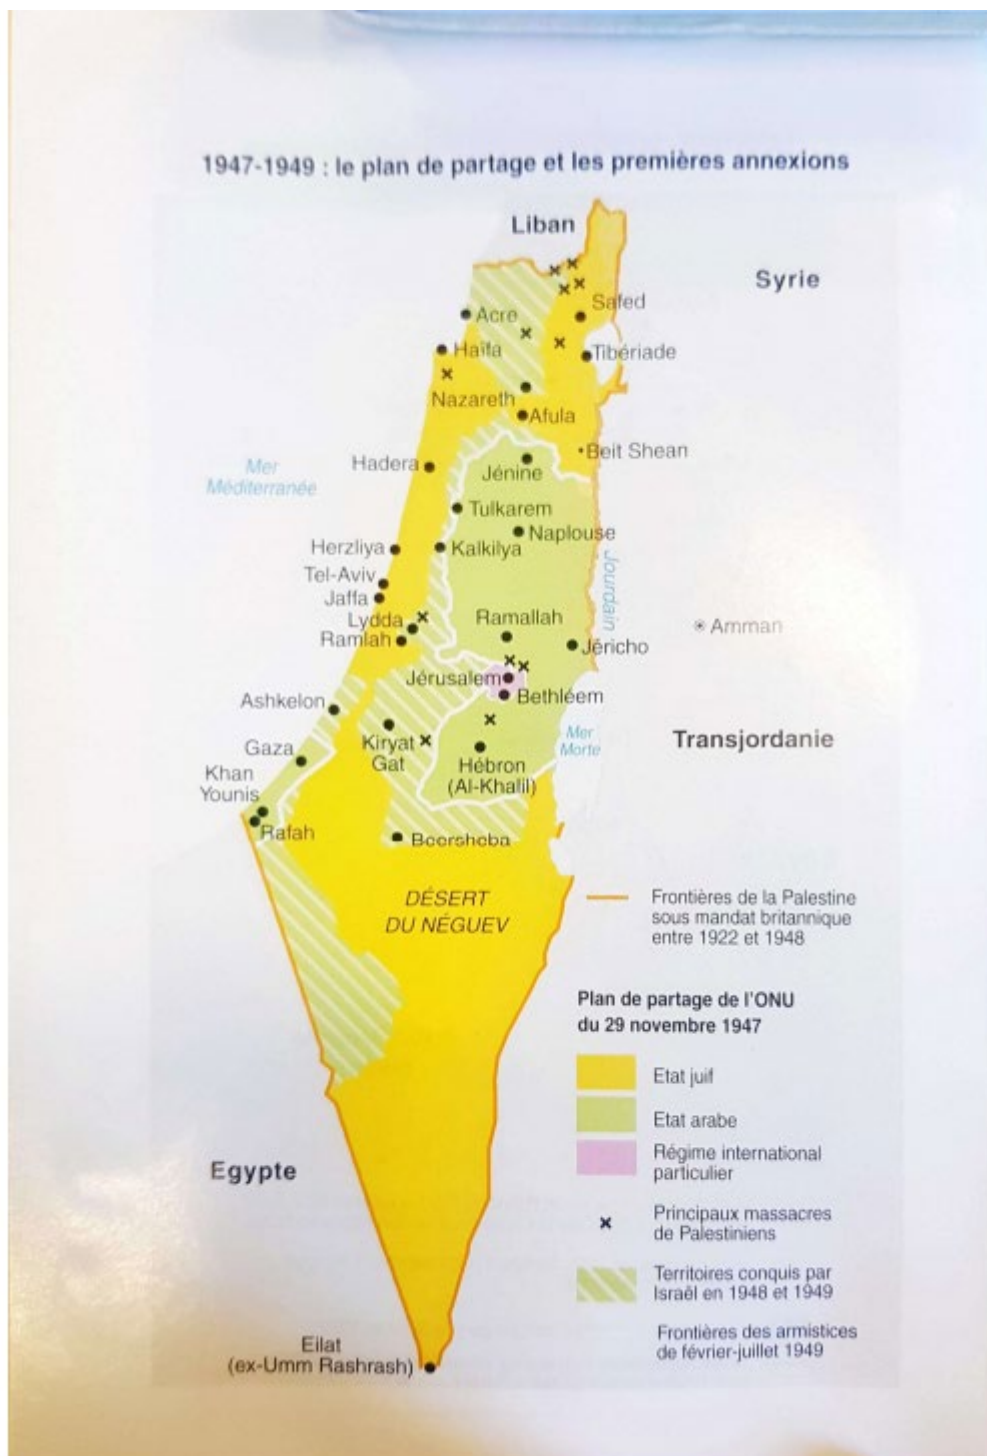 1947-1949 : le plan de partage et les premières annexions
Liban
Syrie
Safed
Acre
Haïfa
Tibériade
Nazareth
Afula
Beit Shean
Mer
Méditerranée
Hadera
Jénine
Tulkarem
Naplouse
Herzliya
Kalkilya
Jourdain
Tel-Aviv
Jaffa
Lydda
Ramlah
Ramallah
Amman
Jéricho
Jérusalem
Bethléem
Ashkelon
Mer
Morte
Transjordanie
Gaza
Kiryat
Gat
Hébron
(Al-Khalil)
Khan
Younis
Rafah
Beersheba
DÉSERT
DU NÉGUEV
Frontières de la Palestine
sous mandat britannique
entre 1922 et 1948
Plan de partage de l'ONU
du 29 novembre 1947
Etat juif
Etat arabe
Régime international
particulier
Egypte
Principaux massacres
de Palestiniens
Territoires conquis par
Israël en 1948 et 1949
Frontières des armistices
de février-juillet 1949
Eilat
(ex-Umm Rashrash)